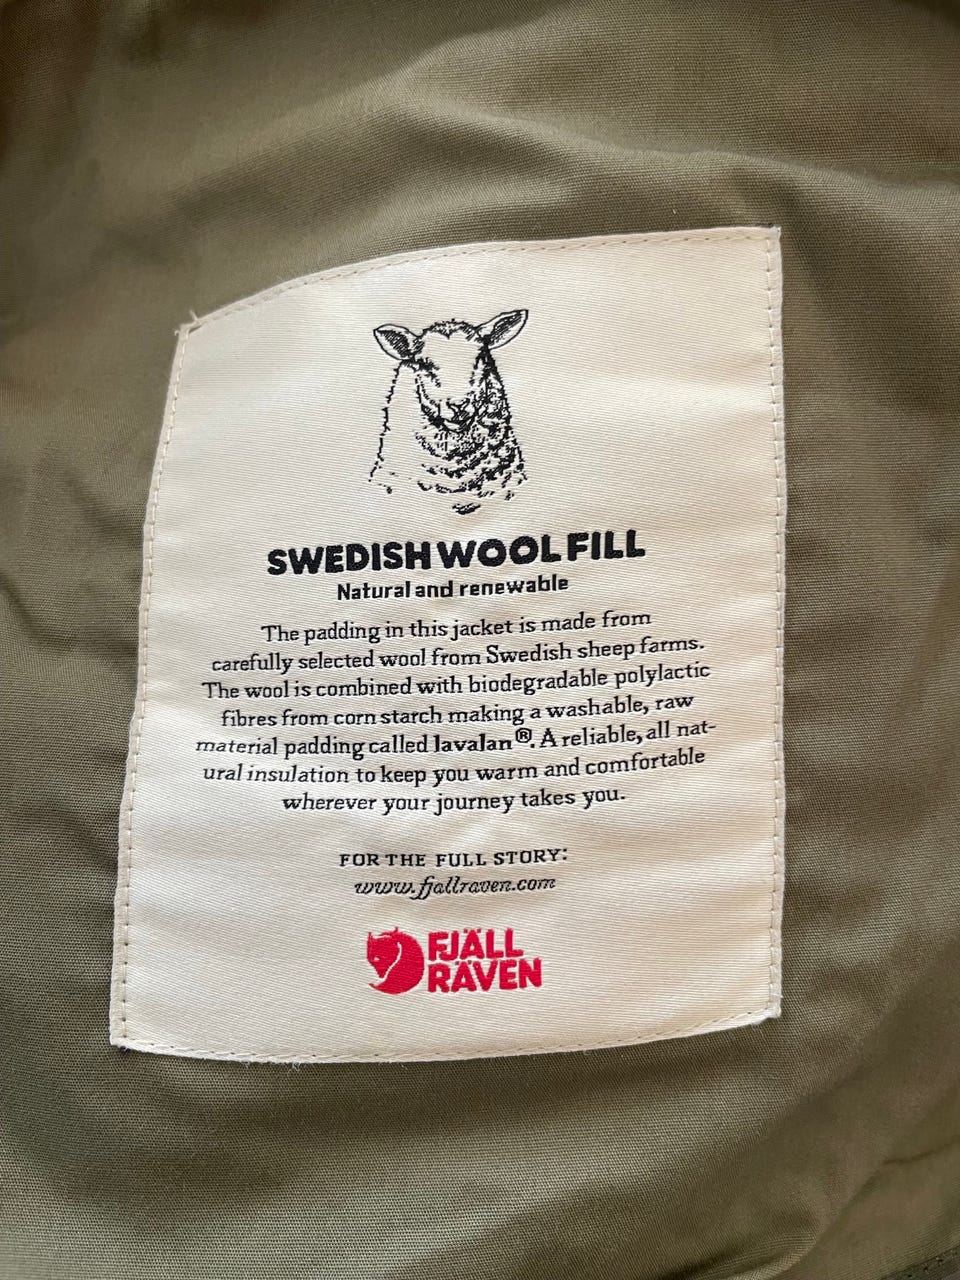 SWEDISH WOOL FILL
Natural and renewable
The padding in this jacket is made from
carefully selected wool from Swedish sheep farms.
The wool is combined with biodegradable polylactic
fibres from corn starch making a washable, raw
material padding called lavalan®. A reliable, all nat-
ural insulation to keep you warm and comfortable
wherever your journey takes you.
FOR THE FULL STORY:
www.fjallraven.com
FJÄLL
RÄVEN